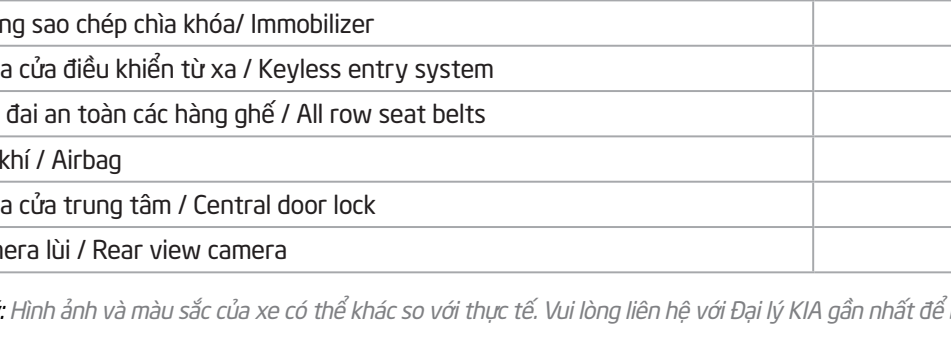 sao chép chìa khóa/ Immobilizer
cửa điều khiển từ xa / Keyless entry system
đai an toàn các hàng ghế / All row seat belts
khí / Airbag
cửa trung tâm / Central door lock
lùi / Rear view camera
Hình ảnh và màu sắc của xe có thể khác so với thực tế. Vui lòng liên hệ với Đại lý KIA gần nhất để